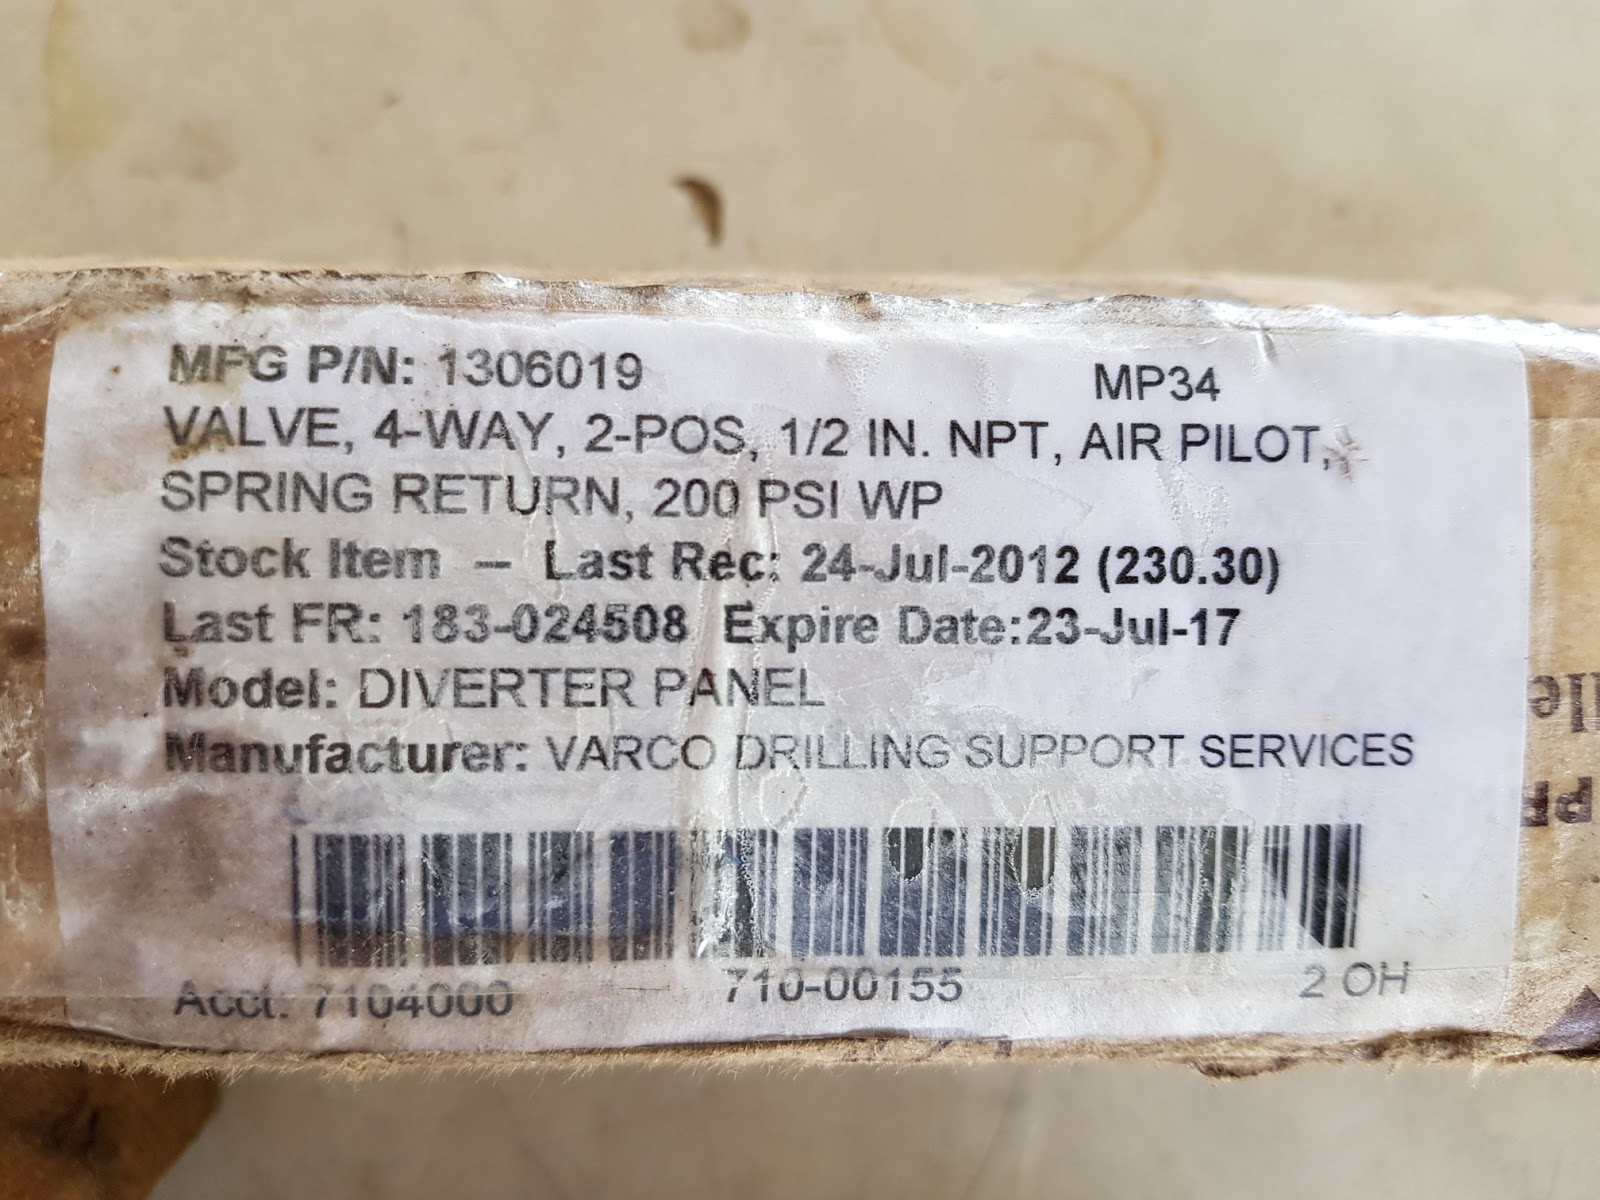 MFG P/N: 1306019 MP34
VALVE, 4-WAY, 2-POS, 1/2 IN. NPT, AIR PILOT,
SPRING RETURN, 200 PSI WP
Stock Item – Last Rec: 24-Jul-2012 (230.30)
Last FR: 183-024508 Expire Date:23-Jul-17
Model: DIVERTER PANEL
Manufacturer: VARCO DRILLING SUPPORT SERVICES
Acct: 7104000 710-00155 2 OH